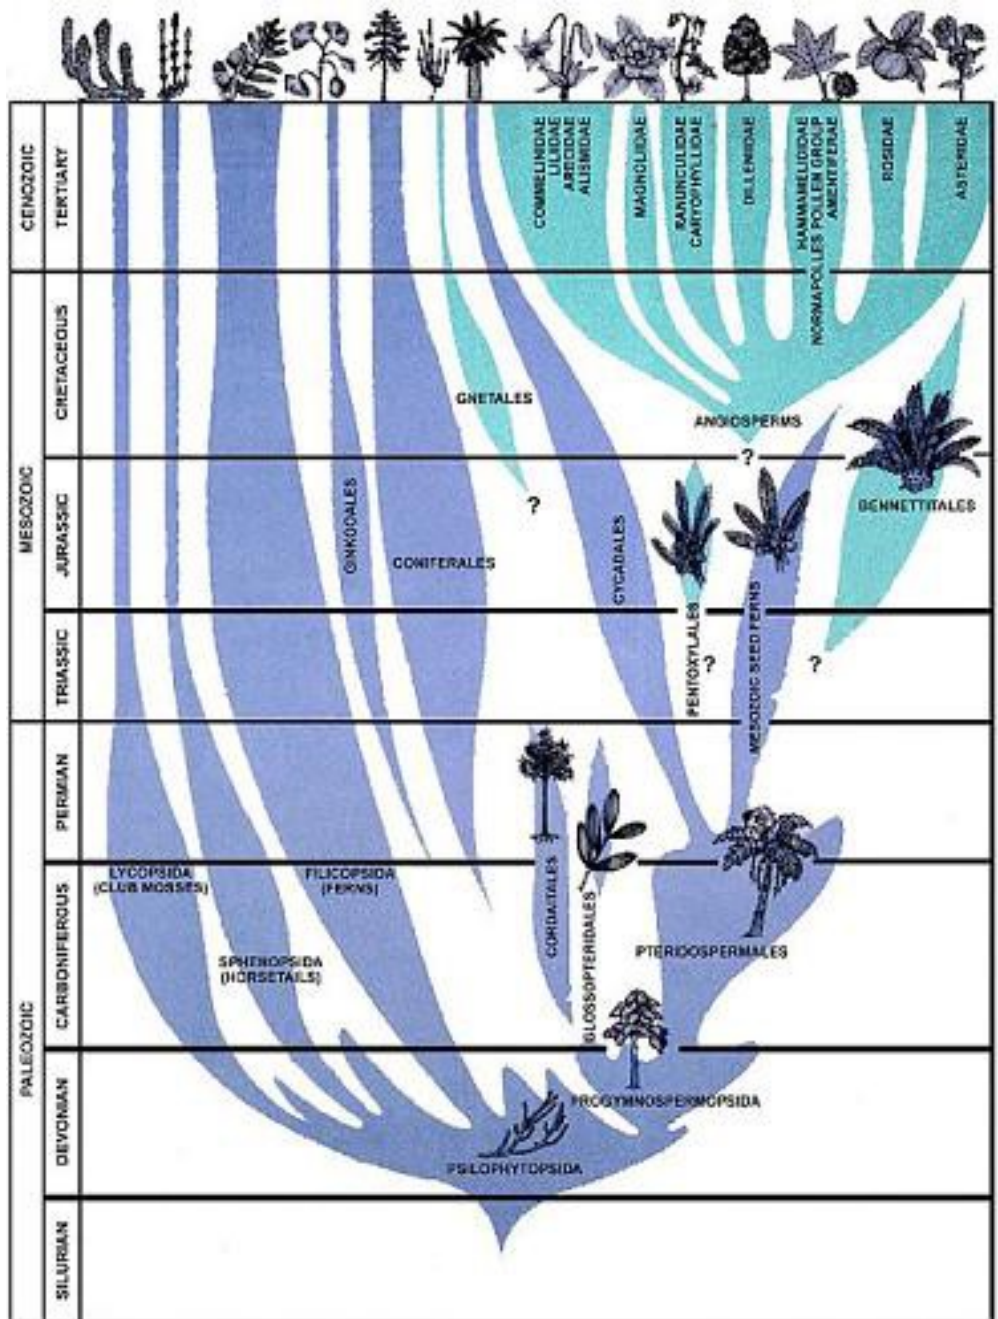 CENOZOIC
TERTIARY
COMMELINIDAE
LILIIDAE
ARECIDAE
ALISMIDAE
MAGNOLIIDAE
RANUNCULIDAE
CARYOPHYLLIDAE
DILLENIDAE
HAMMAMELIDIDAE
NORMAPOLLES POLLEN GROUP
AMENTIFERAE
ROSIDAE
ASTERIDAE
MESOZOIC
CRETACEOUS
GNETALES
ANGIOSPERMS
?
JURASSIC
GINKGOALES
CONIFERALES
?
CYCADALES
BENNETTITALES
TRIASSIC
PENTOXYLALES
?
MESOZOIC SEED FERNS
?
PALEOZOIC
PERMIAN
LYCOPSIDA
(CLUB MOSSES)
FILICOPSIDA
(FERNS)
CARBONIFEROUS
CORDAITALES
GLOSSOPTERIDALES
PTERIDOSPERMALES
SPHENOPSIDA
(HORSETAILS)
DEVONIAN
PROGYMNOSPERMOPSIDA
PSILOPHYTOPSIDA
SILURIAN